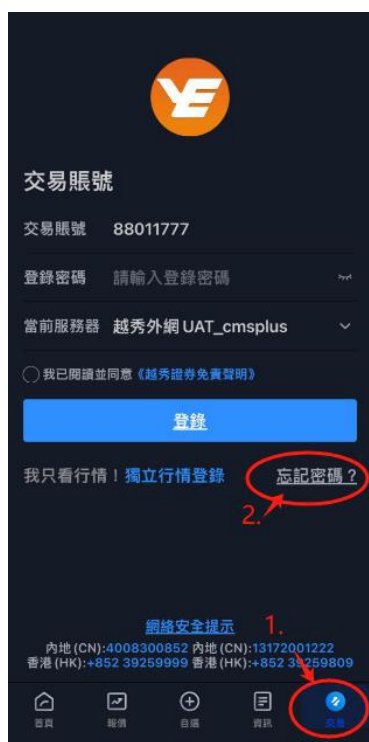 YE
交易賬號
交易賬號 88011777
登錄密碼 請輸入登錄密碼
當前服務器 越秀外網 UAT_cmsplus
我已閱讀並同意《越秀證券免責聲明》
登錄
我只看行情！獨立行情登錄 忘記密碼？
2.
網絡安全提示 1.
內地 (CN):4008300852 內地 (CN):13172001222
香港 (HK):+852 39259999 香港 (HK):+852 39259809
首頁 報價 自選 資訊 交易